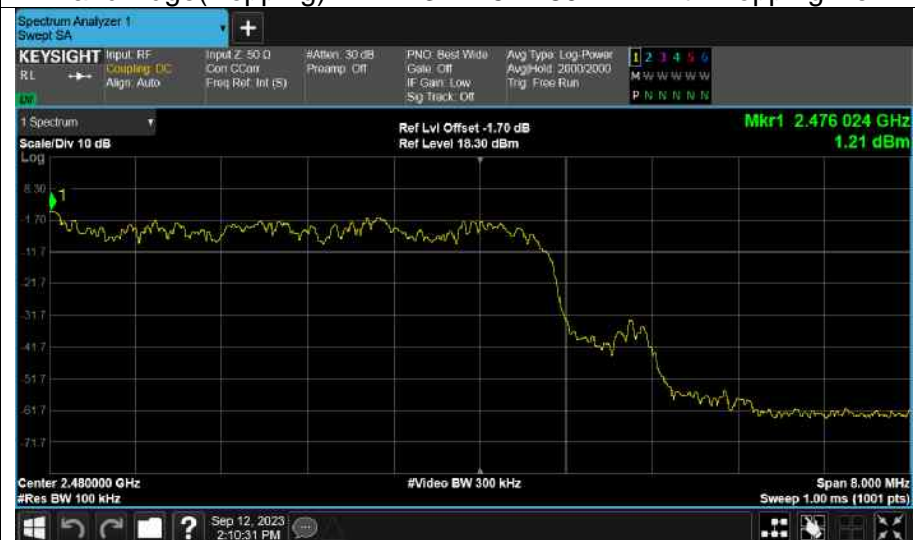 Spectrum Analyzer 1
Swept SA
+
KEYSIGHT
Input: RF
Input Z: 50 Ω
#Atten: 30 dB
PNO: Best Wide
Avg Type: Log-Power
1 2 3 4 5 6
RL
Coupling: DC
Corr CCorr
Preamp: Off
Gate: Off
Avg|Hold: 2000/2000
M W W W W W
Align: Auto
Freq Ref: Int (S)
IF Gain: Low
Trig: Free Run
Sig Track: Off
P N N N N N
1 Spectrum
Ref Lvl Offset -1.70 dB
Mkr1 2.476 024 GHz
Scale/Div 10 dB
Ref Level 18.30 dBm
1.21 dBm
Log
8.30
1
-1.70
-11.7
-21.7
-31.7
-41.7
-51.7
-61.7
-71.7
Center 2.480000 GHz
#Video BW 300 kHz
Span 8.000 MHz
#Res BW 100 kHz
Sweep 1.00 ms (1001 pts)
?
Sep 12, 2023
2:10:31 PM